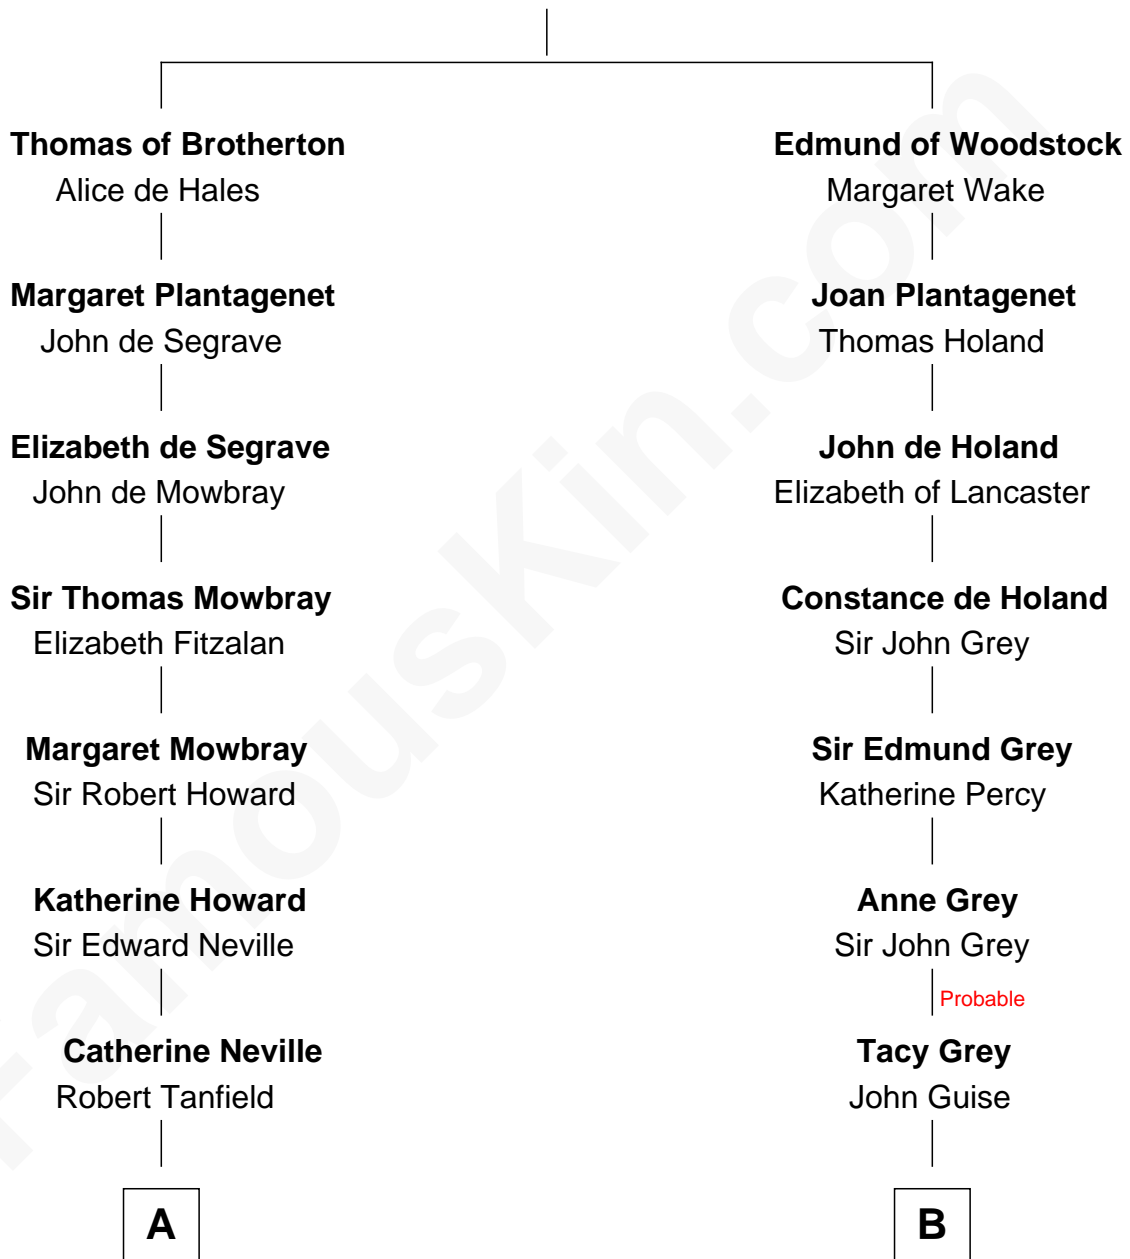 Thomas of Brotherton
Alice de Hales
Margaret Plantagenet
John de Segrave
Elizabeth de Segrave
John de Mowbray
Sir Thomas Mowbray
Elizabeth Fitzalan
Margaret Mowbray
Sir Robert Howard
Katherine Howard
Sir Edward Neville
Catherine Neville
Robert Tanfield
A
Edmund of Woodstock
Margaret Wake
Joan Plantagenet
Thomas Holand
John de Holand
Elizabeth of Lancaster
Constance de Holand
Sir John Grey
Sir Edmund Grey
Katherine Percy
Anne Grey
Sir John Grey
Probable
Tacy Grey
John Guise
B
FamousKin.com